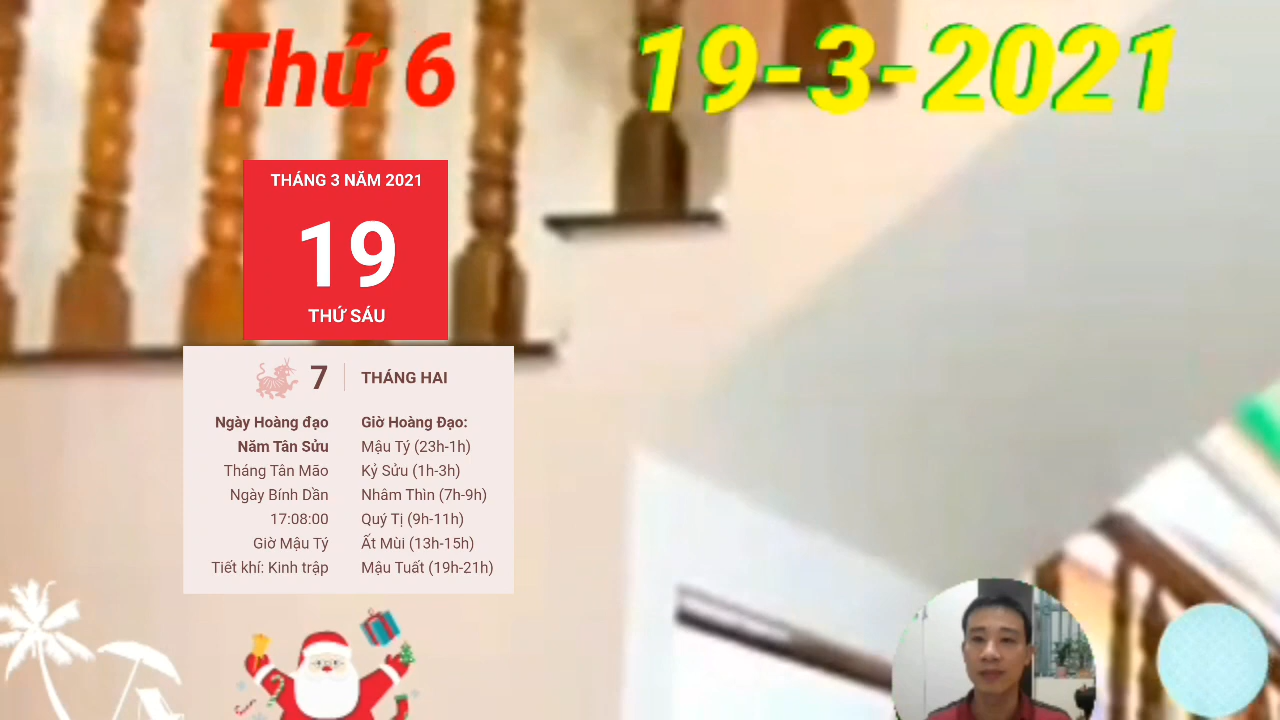 Thứ 6
19-3-2021
THÁNG 3 NĂM 2021
19
THỨ SÁU
7
THÁNG HAI
Ngày Hoàng đạo
Năm Tân Sửu
Tháng Tân Mão
Ngày Bính Dần
17:08:00
Giờ Mậu Tý
Tiết khí: Kinh trập
Giờ Hoàng Đạo:
Mậu Tý (23h-1h)
Kỷ Sửu (1h-3h)
Nhâm Thìn (7h-9h)
Quý Tị (9h-11h)
Ất Mùi (13h-15h)
Mậu Tuất (19h-21h)